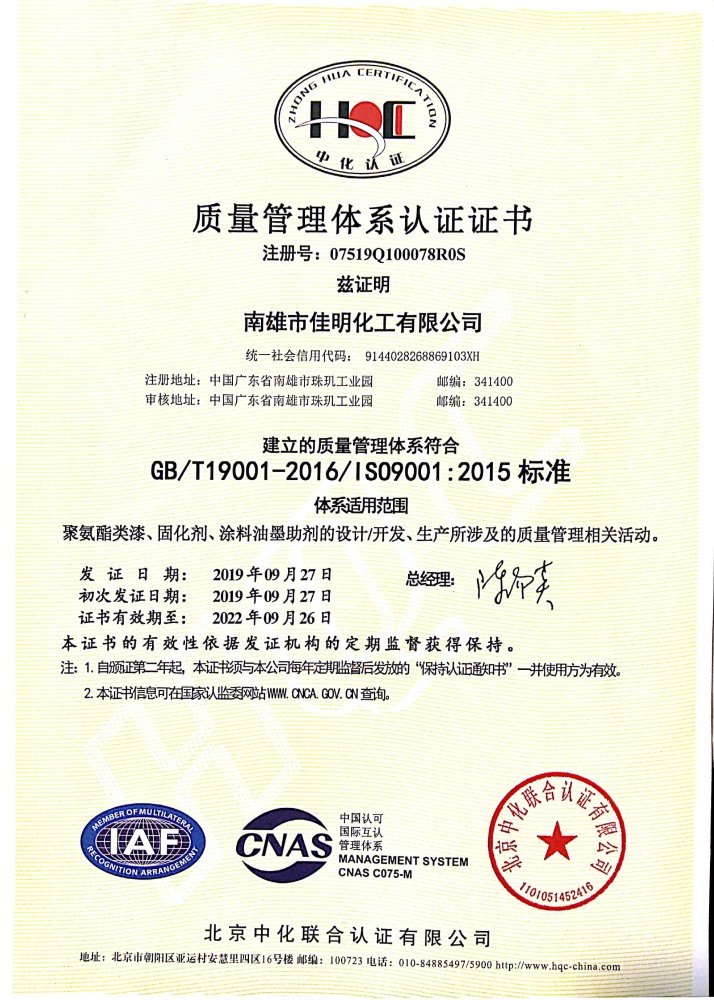 ZHONG HUA CERTIFICATION
HQC
中化认证
质量管理体系认证证书
注册号：07519Q100078R0S
兹证明
南雄市佳明化工有限公司
统一社会信用代码： 9144028268869103XH
注册地址：中国广东省南雄市珠玑工业园 邮编：341400
审核地址：中国广东省南雄市珠玑工业园 邮编：341400
建立的质量管理体系符合
GB/T19001-2016/ISO9001:2015 标准
体系适用范围
聚氨酯类漆、固化剂、涂料油墨助剂的设计/开发、生产所涉及的质量管理相关活动。
发 证 日 期： 2019年09月27日 总经理：
初次发证日期： 2019年09月27日
证书有效期至： 2022年09月26日
本证书的有效性依据发证机构的定期监督获得保持。
注：1. 自颁证第二年起，本证书须与本公司每年定期监督后发放的“保持认证通知书”一并使用方为有效。
2. 本证书信息可在国家认监委网站WWW.CNCA.GOV.CN查询。
MEMBER OF MULTILATERAL
IAF
RECOGNITION ARRANGEMENT
CNAS
中国认可
国际互认
管理体系
MANAGEMENT SYSTEM
CNAS C075-M
北京中化联合认证有限公司
1101051452416
北京中化联合认证有限公司
地址：北京市朝阳区亚运村安慧里四区16号楼 邮编：100723 电话：010-84885497/5900 http://www.hqc-china.com